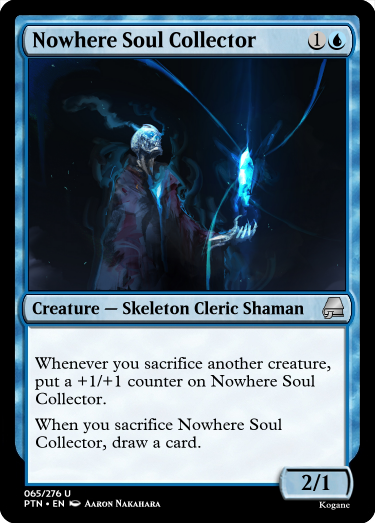 Nowhere Soul Collector 1
Creature — Skeleton Cleric Shaman
Whenever you sacrifice another creature,
put a +1/+1 counter on Nowhere Soul
Collector.
When you sacrifice Nowhere Soul
Collector, draw a card.
2/1
065/276 U
PTN • EN Aaron Nakahara
Kogane